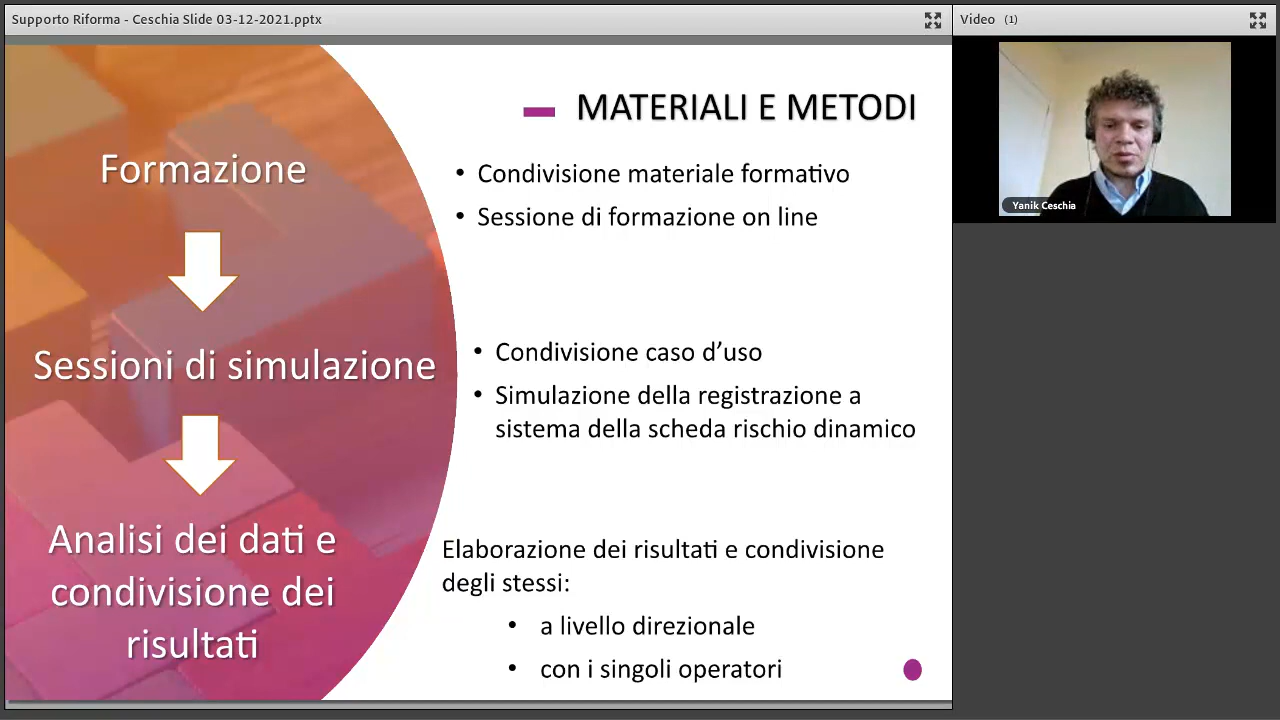 Supporto Riforma - Ceschia Slide 03-12-2021.pptx
Video (1)
Yanik Ceschia
MATERIALI E METODI
Formazione
• Condivisione materiale formativo
• Sessione di formazione on line
Sessioni di simulazione
• Condivisione caso d’uso
• Simulazione della registrazione a
sistema della scheda rischio dinamico
Analisi dei dati e
condivisione dei
risultati
Elaborazione dei risultati e condivisione
degli stessi:
• a livello direzionale
• con i singoli operatori